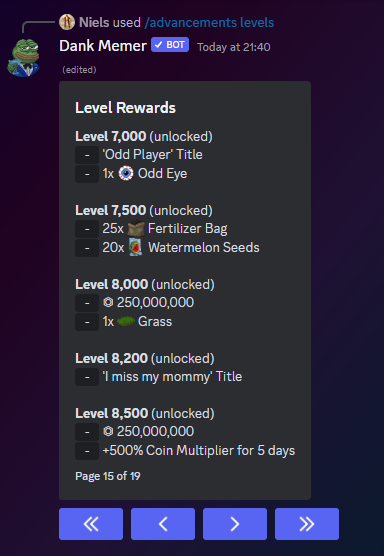 Niels used /advancements levels
Dank Memer ✓ BOT Today at 21:40
(edited)
Level Rewards
Level 7,000 (unlocked)
- 'Odd Player' Title
- 1x Odd Eye
Level 7,500 (unlocked)
- 25x Fertilizer Bag
- 20x Watermelon Seeds
Level 8,000 (unlocked)
- ⏣ 250,000,000
- 1x Grass
Level 8,200 (unlocked)
- 'I miss my mommy' Title
Level 8,500 (unlocked)
- ⏣ 250,000,000
- +500% Coin Multiplier for 5 days
Page 15 of 19